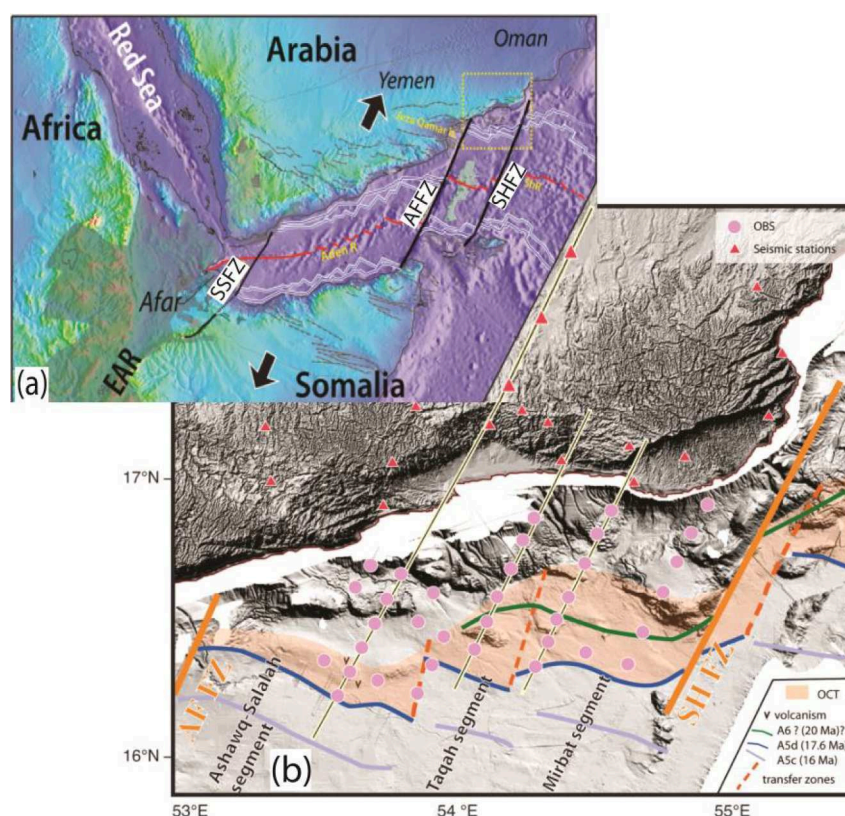 Arabia
Oman
Red Sea
Yemen
Africa
Jeza Qamar B.
AFFZ
SHFZ
Shr
SSFZ
Aden R
Afar
EAR
Somalia
(a)
OBS
Seismic stations
17°N
16°N
AFFZ
SHFZ
Ashawq-Salalah
segment
Taqah segment
Mirbat segment
(b)
OCT
volcanism
A6 ? (20 Ma)?
A5d (17.6 Ma)
A5c (16 Ma)
transfer zones
53°E
54 °E
55°E